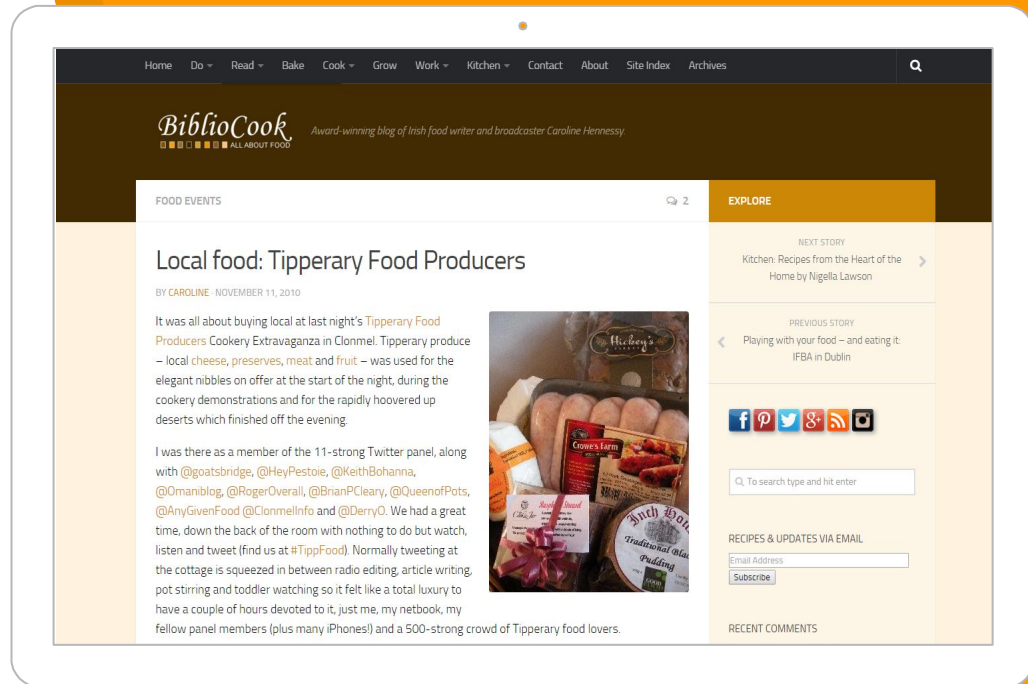 Home Do Read Bake Cook Grow Work Kitchen Contact About Site Index Archives
BiblioCook
ALL ABOUT FOOD
Award-winning blog of Irish food writer and broadcaster Caroline Hennessy.
FOOD EVENTS 2
Local food: Tipperary Food Producers
BY CAROLINE · NOVEMBER 11, 2010
It was all about buying local at last night's Tipperary Food
Producers Cookery Extravaganza in Clonmel. Tipperary produce
– local cheese, preserves, meat and fruit – was used for the
elegant nibbles on offer at the start of the night, during the
cookery demonstrations and for the rapidly hoovered up
deserts which finished off the evening.
I was there as a member of the 11-strong Twitter panel, along
with @goatsbridge, @HeyPestoie, @KeithBohanna,
@Omaniblog, @RogerOverall, @BrianPCleary, @QueenofPots,
@AnyGivenFood @ClonmelInfo and @DerryO. We had a great
time, down the back of the room with nothing to do but watch,
listen and tweet (find us at #TippFood). Normally tweeting at
the cottage is squeezed in between radio editing, article writing,
pot stirring and toddler watching so it felt like a total luxury to
have a couple of hours devoted to it, just me, my netbook, my
fellow panel members (plus many iPhones!) and a 500-strong crowd of Tipperary food lovers.
Hickey's
Crowe's Farm
Inch House
Traditional Black
Pudding
EXPLORE
NEXT STORY
Kitchen: Recipes from the Heart of the
Home by Nigella Lawson
PREVIOUS STORY
Playing with your food – and eating it:
IFBA in Dublin
To search type and hit enter
RECIPES & UPDATES VIA EMAIL
Email Address
Subscribe
RECENT COMMENTS